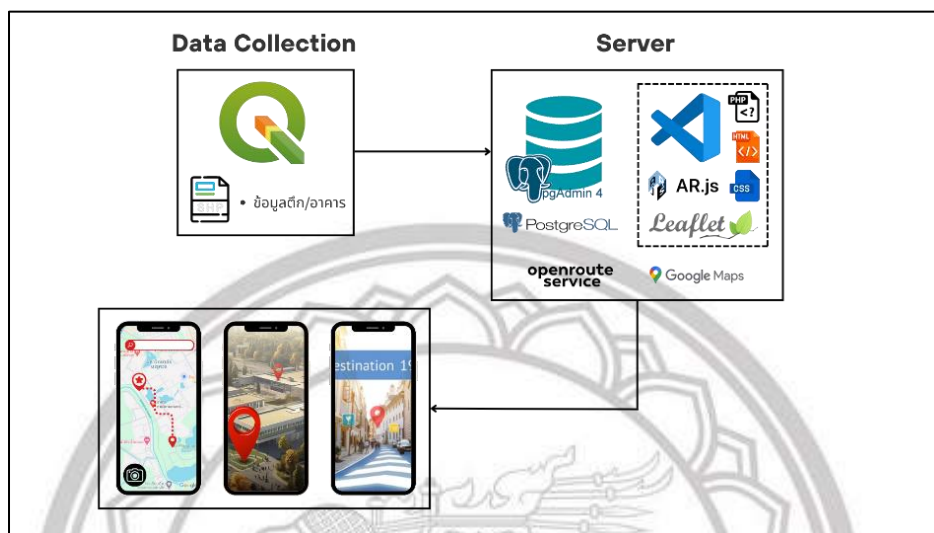 Data Collection
Server
SHP
• ข้อมูลตึก/อาคาร
PHP
<?
HTML
</>
pgAdmin 4
AR.js
CSS
PostgreSQL
Leaflet
openroute
service
Google Maps
estination 19